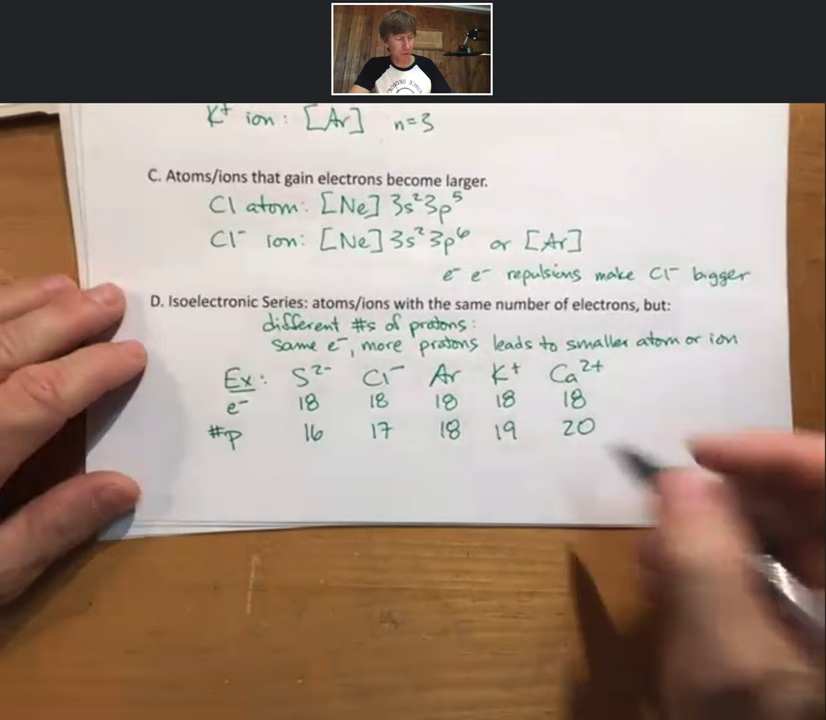 K⁺ ion : [Ar] n=3
C. Atoms/ions that gain electrons become larger.
Cl atom: [Ne] 3s²3p⁵
Cl⁻ ion: [Ne] 3s²3p⁶ or [Ar]
e⁻ e⁻ repulsions make Cl⁻ bigger
D. Isoelectronic Series: atoms/ions with the same number of electrons, but:
different #s of protons:
same e⁻, more protons leads to smaller atom or ion
Ex: S²⁻ Cl⁻ Ar K⁺ Ca²⁺
e⁻ 18 18 18 18 18
#p 16 17 18 19 20